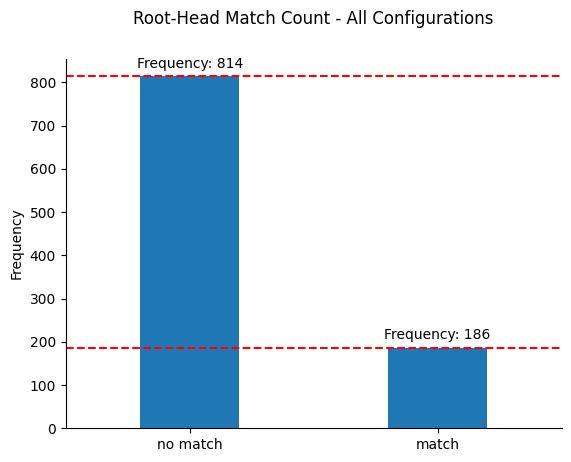 Root-Head Match Count - All Configurations
Frequency: 814
800
700
600
500
400
300
200
100
0
Frequency
Frequency: 186
no match
match